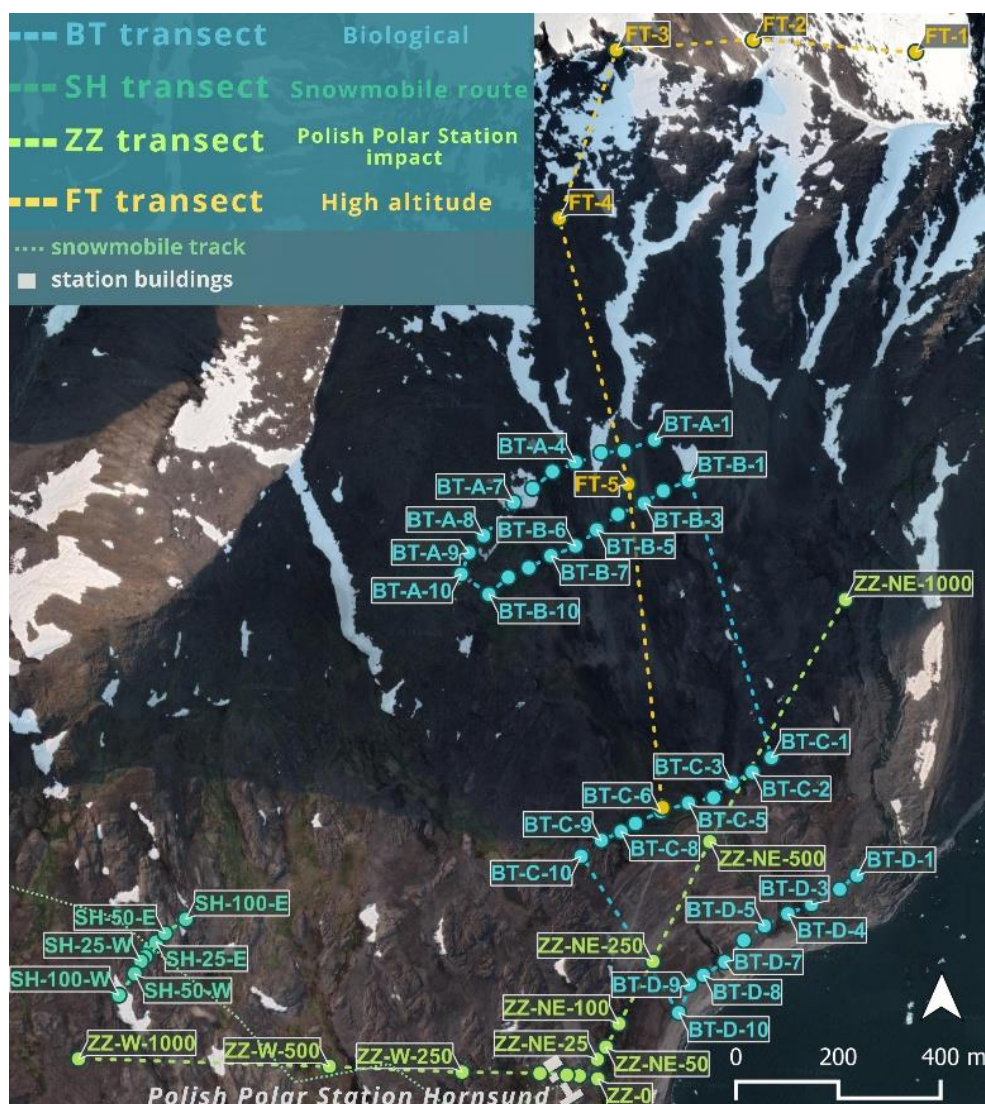 BT transect Biological
SH transect Snowmobile route
ZZ transect Polish Polar Station
impact
FT transect High altitude
snowmobile track
station buildings
FT-3
FT-2
FT-1
FT-4
BT-A-1
BT-A-4
BT-B-1
FT-5
BT-A-7
BT-B-3
BT-A-8
BT-B-6
BT-B-5
BT-A-9
BT-B-7
BT-A-10
ZZ-NE-1000
BT-B-10
BT-C-1
BT-C-3
BT-C-2
BT-C-6
BT-C-5
BT-C-9
BT-C-8
ZZ-NE-500
BT-C-10
BT-D-1
BT-D-3
SH-100-E
SH-50-E
BT-D-5
BT-D-4
SH-25-W
SH-25-E
ZZ-NE-250
BT-D-7
SH-100-W
SH-50-W
BT-D-9
BT-D-8
ZZ-NE-100
BT-D-10
ZZ-W-1000
ZZ-W-500
ZZ-W-250
ZZ-NE-25
ZZ-NE-50
0 200 400 m
ZZ-0
Polish Polar Station Hornsund